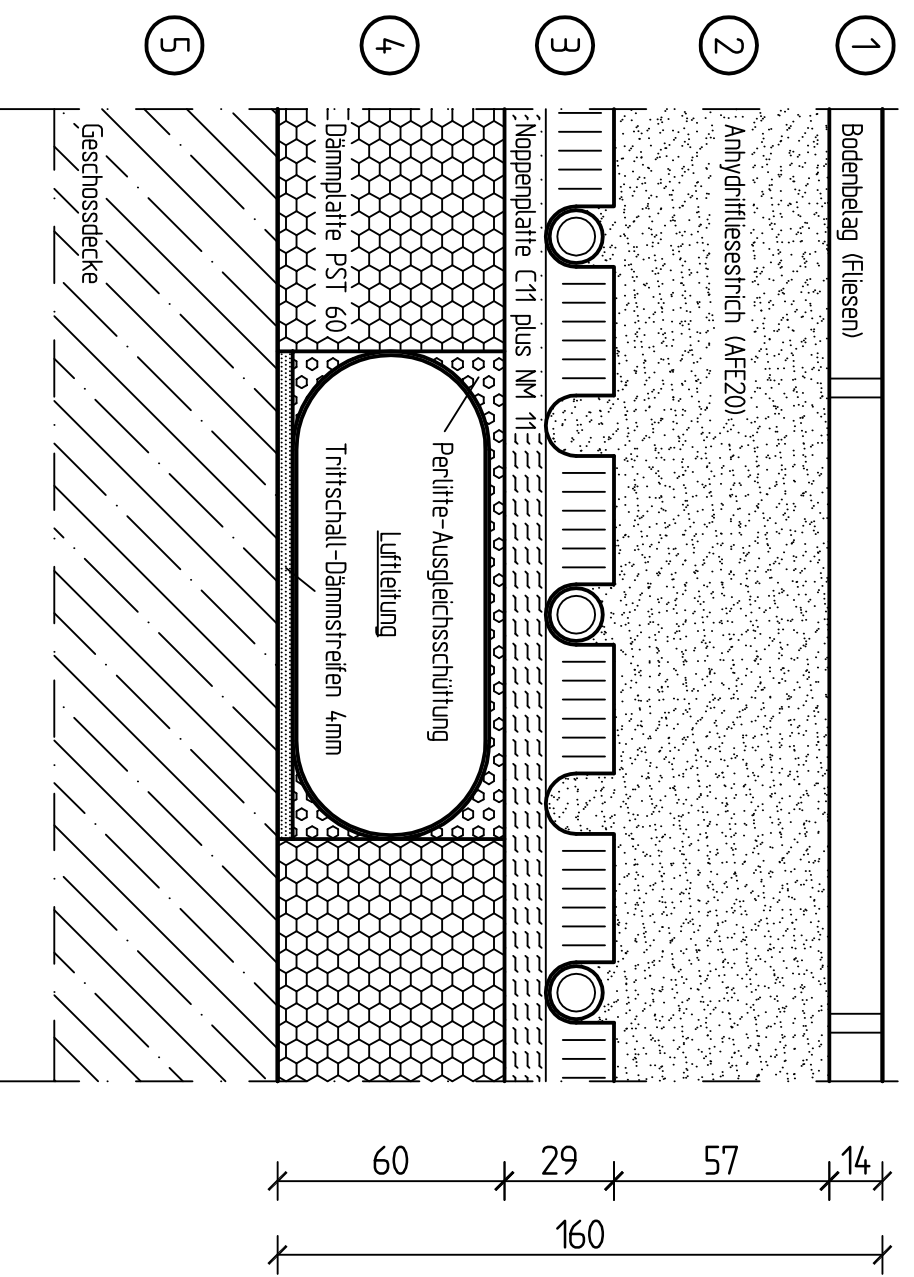 1
Bodenbelag (Fliesen)
2
Anhydritfliesestrich (AFE20)
3
Noppenplatte C11 plus NM 11
4
Dämmplatte PST 60
Perlitte-Ausgleichsschüttung
Luftleitung
Trittschall-Dämmstreifen 4mm
5
Geschossdecke
60
29
57
14
160